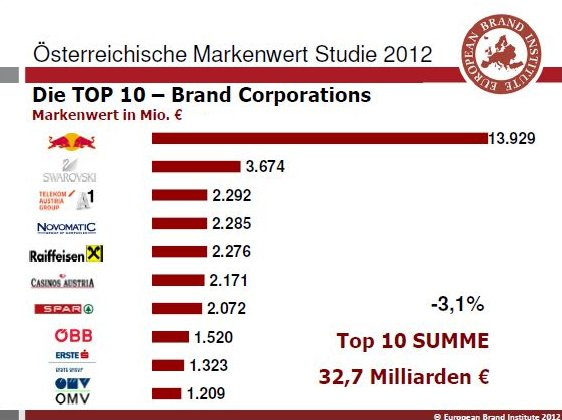 Österreichische Markenwert Studie 2012
EUROPEAN BRAND INSTITUTE
Die TOP 10 – Brand Corporations
Markenwert in Mio. €
13.929
SWAROVSKI
3.674
TELEKOM
AUSTRIA
GROUP
A1
2.292
NOVOMATIC
2.285
Raiffeisen
2.276
CASINOS AUSTRIA
2.171
SPAR
2.072
-3,1%
ÖBB
1.520
Top 10 SUMME
ERSTE
1.323
32,7 Milliarden €
OMV
OMV
1.209
© European Brand Institute 2012